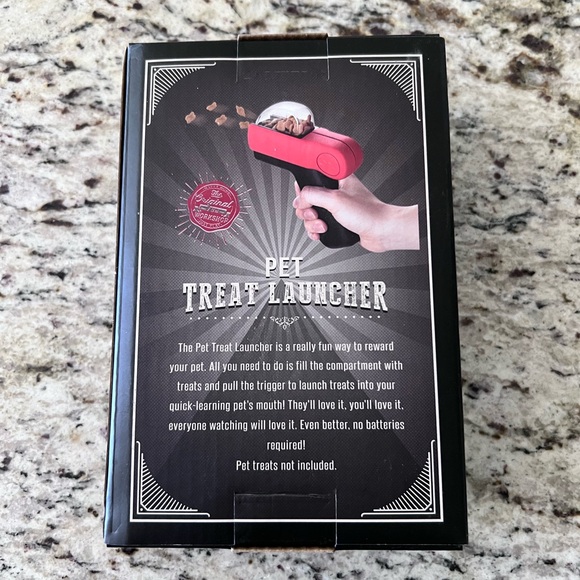 The
Original
WORKSHOP
PET
TREAT LAUNCHER
The Pet Treat Launcher is a really fun way to reward
your pet. All you need to do is fill the compartment with
treats and pull the trigger to launch treats into your
quick-learning pet's mouth! They'll love it, you'll love it,
everyone watching will love it. Even better, no batteries
required!
Pet treats not included.